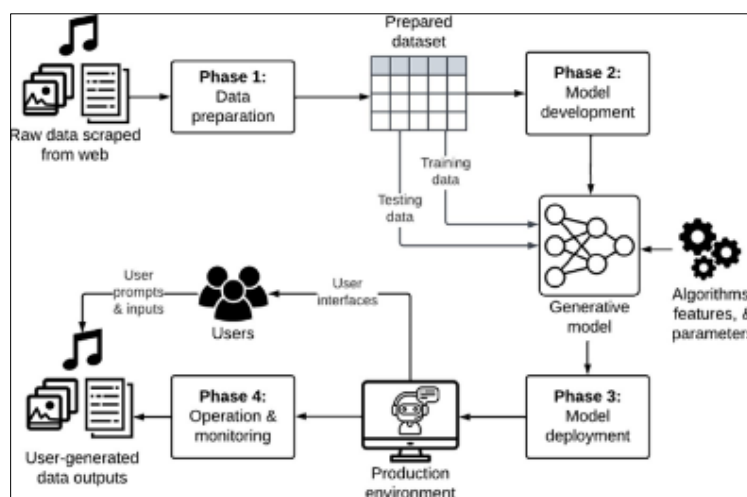 Prepared
dataset
Phase 1:
Data
preparation
Phase 2:
Model
development
Raw data scraped
from web
Training
data
Testing
data
User
prompts
& inputs
User
interfaces
Users
Generative
model
Algorithms,
features, &
parameters
Phase 4:
Operation &
monitoring
Phase 3:
Model
deployment
User-generated
data outputs
Production
environment